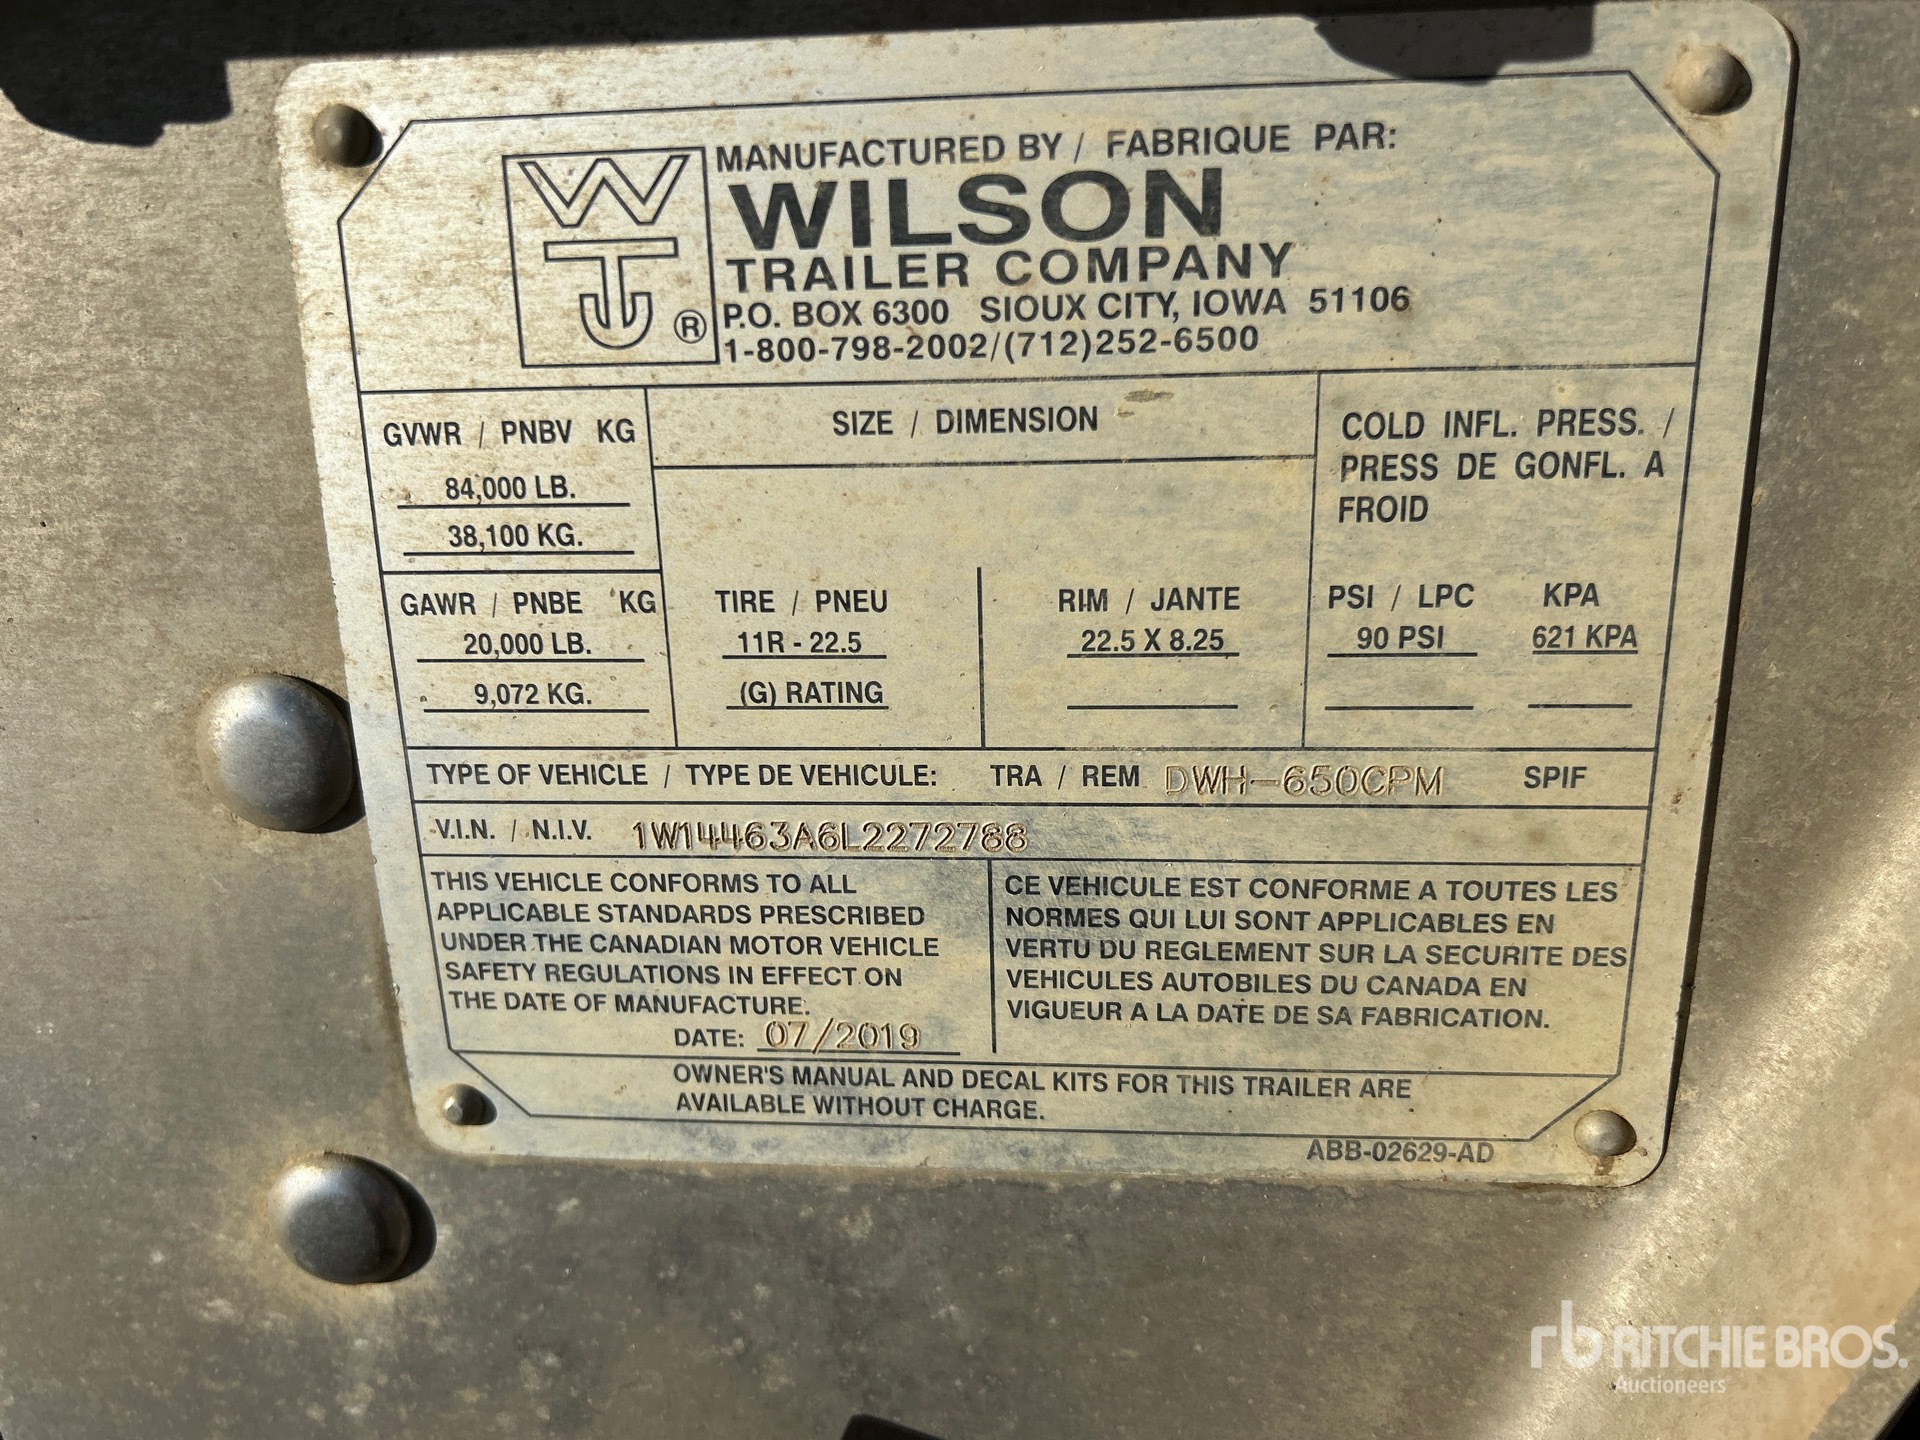 MANUFACTURED BY / FABRIQUE PAR:
WTJ ® WILSON
TRAILER COMPANY
P.O. BOX 6300 SIOUX CITY, IOWA 51106
1-800-798-2002/(712)252-6500
GVWR / PNBV KG
84,000 LB.
38,100 KG.
SIZE / DIMENSION
COLD INFL. PRESS. /
PRESS DE GONFL. A
FROID
GAWR / PNBE KG
20,000 LB.
9,072 KG.
TIRE / PNEU
11R - 22.5
(G) RATING
RIM / JANTE
22.5 X 8.25
PSI / LPC KPA
90 PSI 621 KPA
TYPE OF VEHICLE / TYPE DE VEHICULE: TRA / REM DWH-650CPM SPIF
V.I.N. / N.I.V. 1W14463A6L2272788
THIS VEHICLE CONFORMS TO ALL
APPLICABLE STANDARDS PRESCRIBED
UNDER THE CANADIAN MOTOR VEHICLE
SAFETY REGULATIONS IN EFFECT ON
THE DATE OF MANUFACTURE.
DATE: 07/2019
CE VEHICULE EST CONFORME A TOUTES LES
NORMES QUI LUI SONT APPLICABLES EN
VERTU DU REGLEMENT SUR LA SECURITE DES
VEHICULES AUTOBILES DU CANADA EN
VIGUEUR A LA DATE DE SA FABRICATION.
OWNER'S MANUAL AND DECAL KITS FOR THIS TRAILER ARE
AVAILABLE WITHOUT CHARGE.
ABB-02629-AD
rb RITCHIE BROS.
Auctioneers